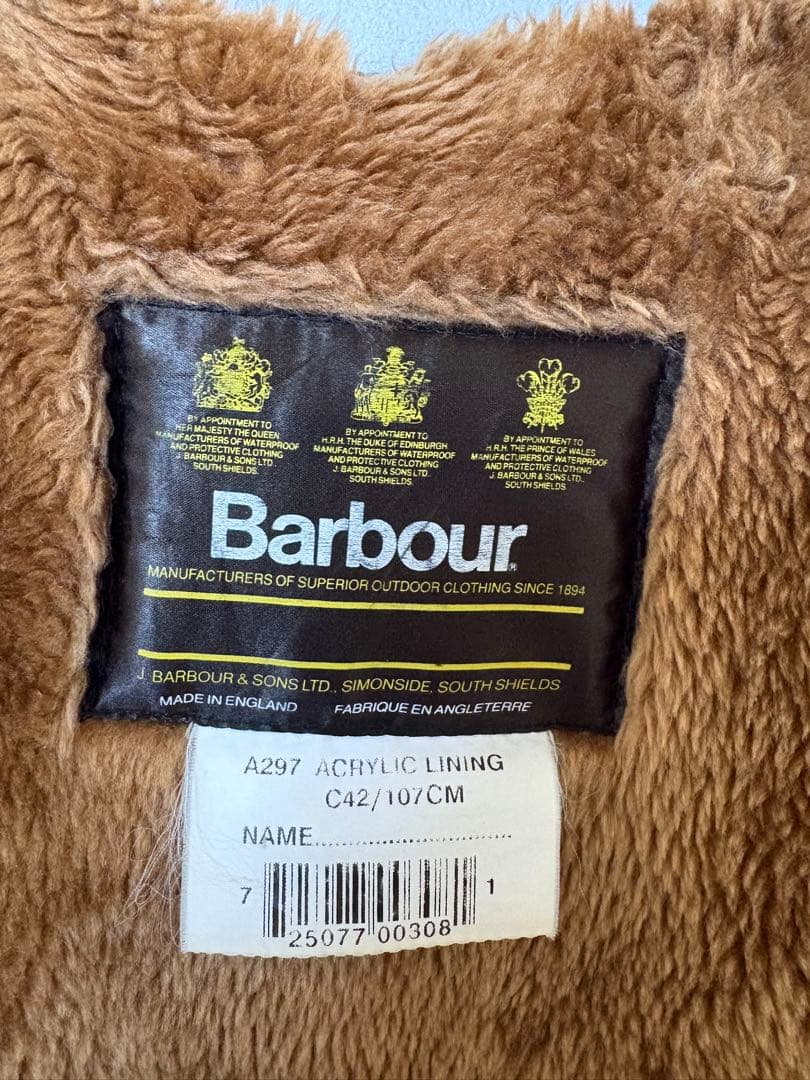 BY APPOINTMENT TO
HER MAJESTY THE QUEEN
MANUFACTURERS OF WATERPROOF
AND PROTECTIVE CLOTHING
J. BARBOUR & SONS LTD.
SOUTH SHIELDS.
BY APPOINTMENT TO
H.R.H. THE DUKE OF EDINBURGH
MANUFACTURERS OF WATERPROOF
AND PROTECTIVE CLOTHING
J. BARBOUR & SONS LTD.
SOUTH SHIELDS.
BY APPOINTMENT TO
H.R.H. THE PRINCE OF WALES
MANUFACTURERS OF WATERPROOF
AND PROTECTIVE CLOTHING
J. BARBOUR & SONS LTD.
SOUTH SHIELDS.
Barbour
MANUFACTURERS OF SUPERIOR OUTDOOR CLOTHING SINCE 1894
J. BARBOUR & SONS LTD., SIMONSIDE, SOUTH SHIELDS
MADE IN ENGLAND FABRIQUE EN ANGLETERRE
A297 ACRYLIC LINING
C42/107CM
NAME..............................
7 25077 00308 1